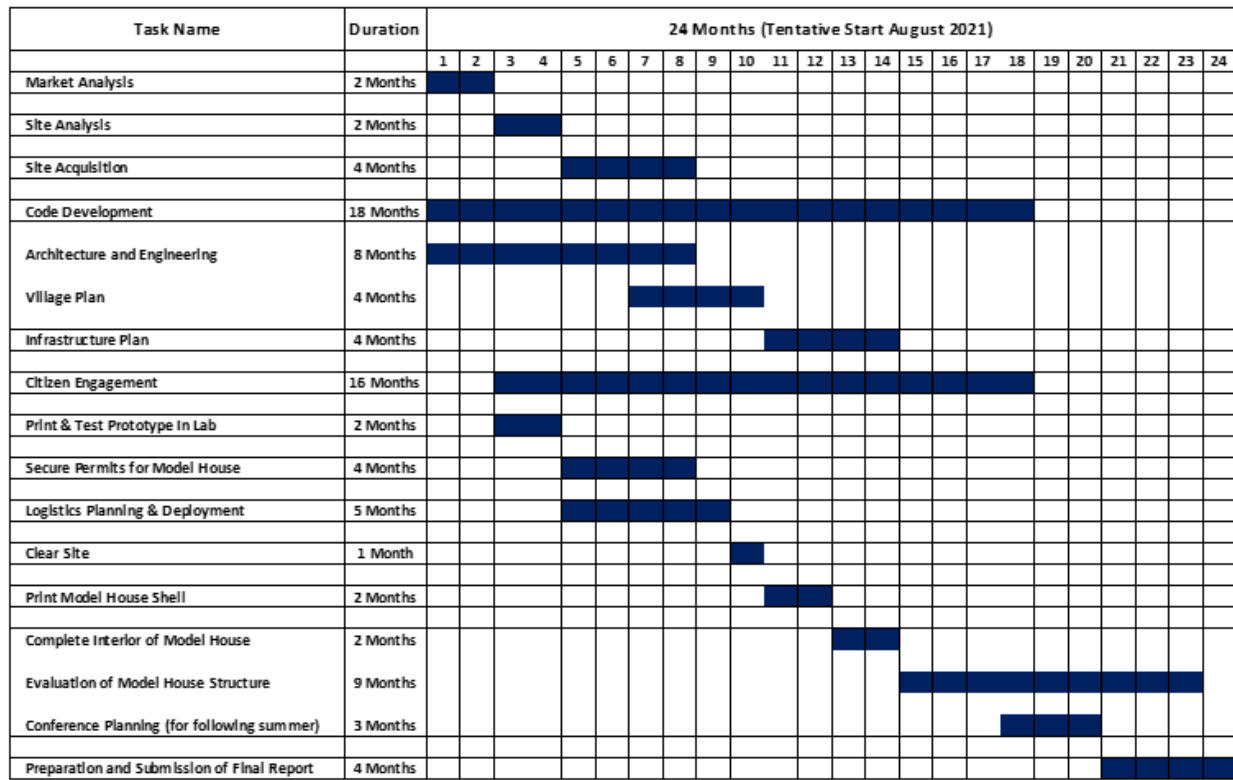 Task Name Duration 24 Months (Tentative Start August 2021)
1 2 3 4 5 6 7 8 9 10 11 12 13 14 15 16 17 18 19 20 21 22 23 24
Market Analysis 2 Months
Site Analysis 2 Months
Site Acquisition 4 Months
Code Development 18 Months
Architecture and Engineering 8 Months
Village Plan 4 Months
Infrastructure Plan 4 Months
Citizen Engagement 16 Months
Print & Test Prototype in Lab 2 Months
Secure Permits for Model House 4 Months
Logistics Planning & Deployment 5 Months
Clear Site 1 Month
Print Model House Shell 2 Months
Complete Interior of Model House 2 Months
Evaluation of Model House Structure 9 Months
Conference Planning (for following summer) 3 Months
Preparation and Submission of Final Report 4 Months